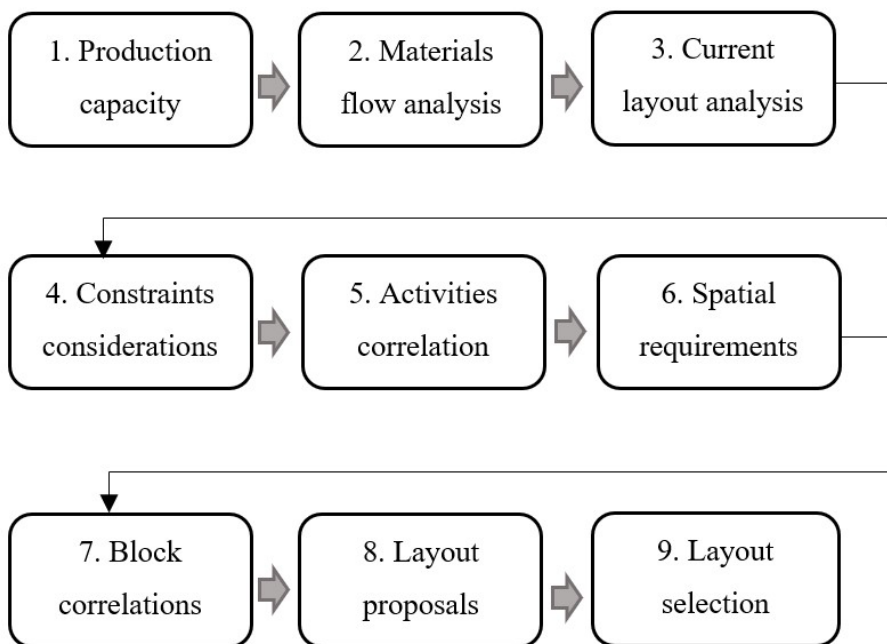 1. Production
capacity
2. Materials
flow analysis
3. Current
layout analysis
4. Constraints
considerations
5. Activities
correlation
6. Spatial
requirements
7. Block
correlations
8. Layout
proposals
9. Layout
selection